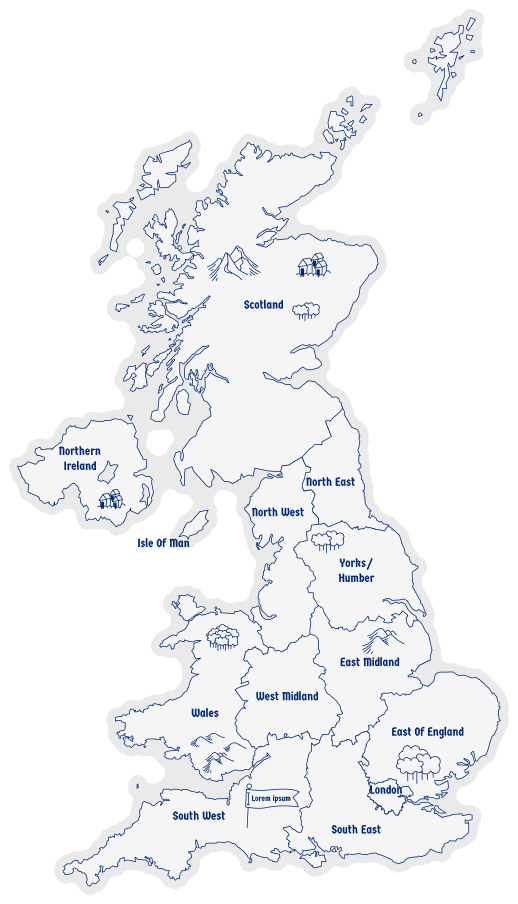 Scotland
Northern
Ireland
North East
North West
Isle Of Man
Yorks/
Humber
East Midland
West Midland
Wales
East Of England
London
Lorem ipsum
South West
South East